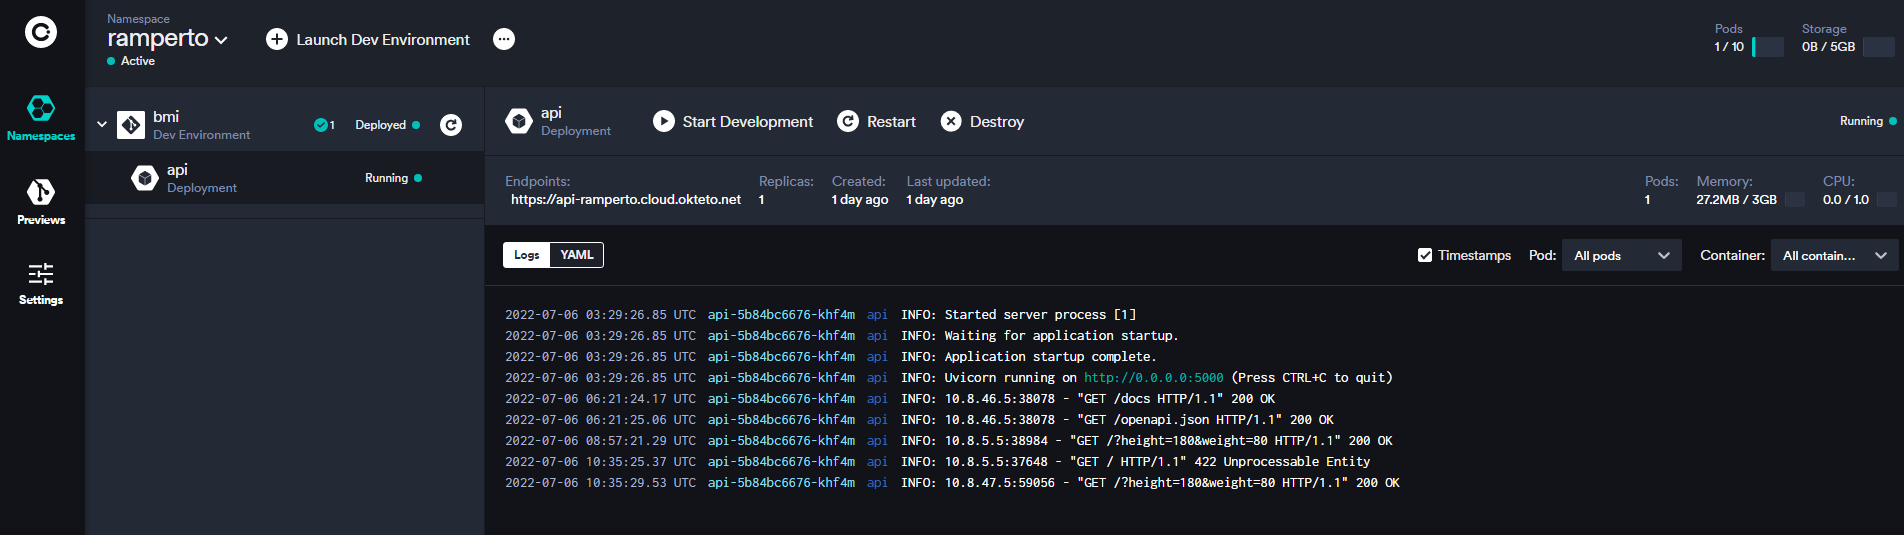 Namespace
ramperto
Active
Launch Dev Environment
Pods
1 / 10
Storage
0B / 5GB
Namespaces
Previews
Settings
bmi
Dev Environment
1
Deployed
api
Deployment
Running
api
Deployment
Start Development
Restart
Destroy
Running
Endpoints:
https://api-ramperto.cloud.okteto.net
Replicas:
1
Created:
1 day ago
Last updated:
1 day ago
Pods:
1
Memory:
27.2MB / 3GB
CPU:
0.0 / 1.0
Logs YAML
Timestamps Pod: All pods Container: All contain...
2022-07-06 03:29:26.85 UTC api-5b84bc6676-khf4m api INFO: Started server process [1]
2022-07-06 03:29:26.85 UTC api-5b84bc6676-khf4m api INFO: Waiting for application startup.
2022-07-06 03:29:26.85 UTC api-5b84bc6676-khf4m api INFO: Application startup complete.
2022-07-06 03:29:26.85 UTC api-5b84bc6676-khf4m api INFO: Uvicorn running on http://0.0.0.0:5000 (Press CTRL+C to quit)
2022-07-06 06:21:24.17 UTC api-5b84bc6676-khf4m api INFO: 10.8.46.5:38078 - "GET /docs HTTP/1.1" 200 OK
2022-07-06 06:21:25.06 UTC api-5b84bc6676-khf4m api INFO: 10.8.46.5:38078 - "GET /openapi.json HTTP/1.1" 200 OK
2022-07-06 08:57:21.29 UTC api-5b84bc6676-khf4m api INFO: 10.8.5.5:38984 - "GET /?height=180&weight=80 HTTP/1.1" 200 OK
2022-07-06 10:35:25.37 UTC api-5b84bc6676-khf4m api INFO: 10.8.5.5:37648 - "GET / HTTP/1.1" 422 Unprocessable Entity
2022-07-06 10:35:29.53 UTC api-5b84bc6676-khf4m api INFO: 10.8.47.5:59056 - "GET /?height=180&weight=80 HTTP/1.1" 200 OK